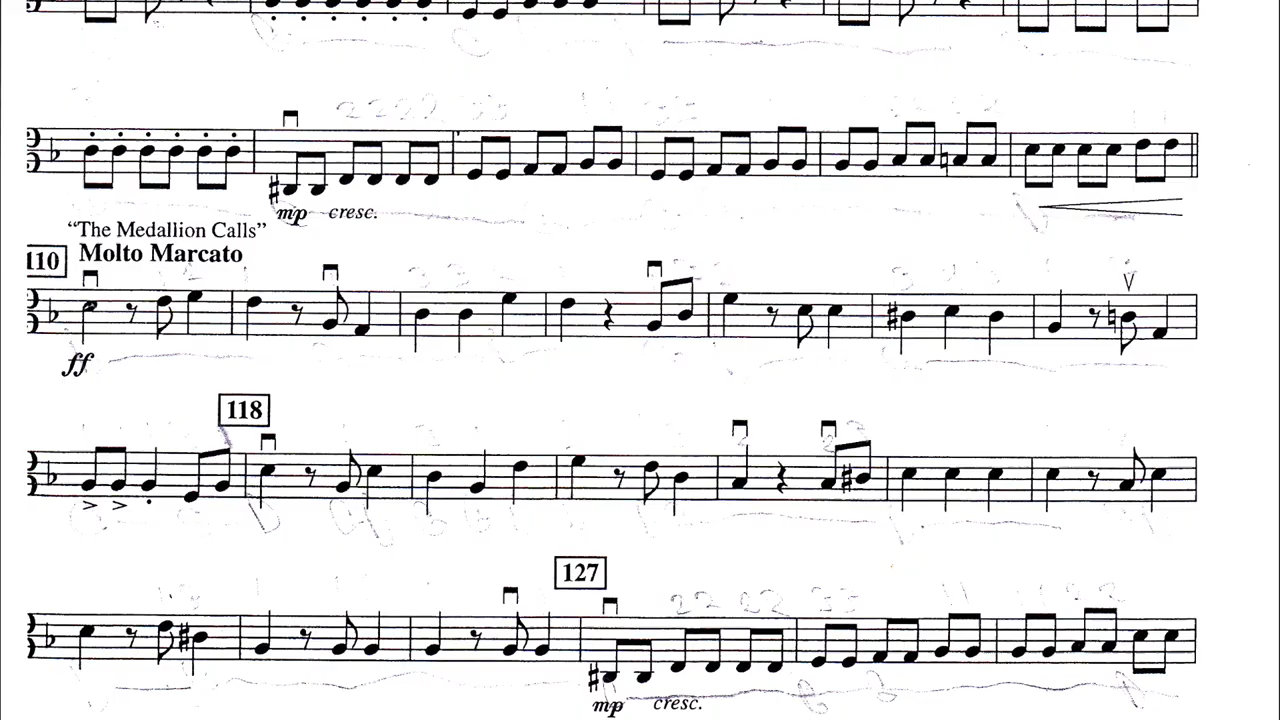 mp cresc.
"The Medallion Calls"
110 Molto Marcato
ff
118
127
mp cresc.